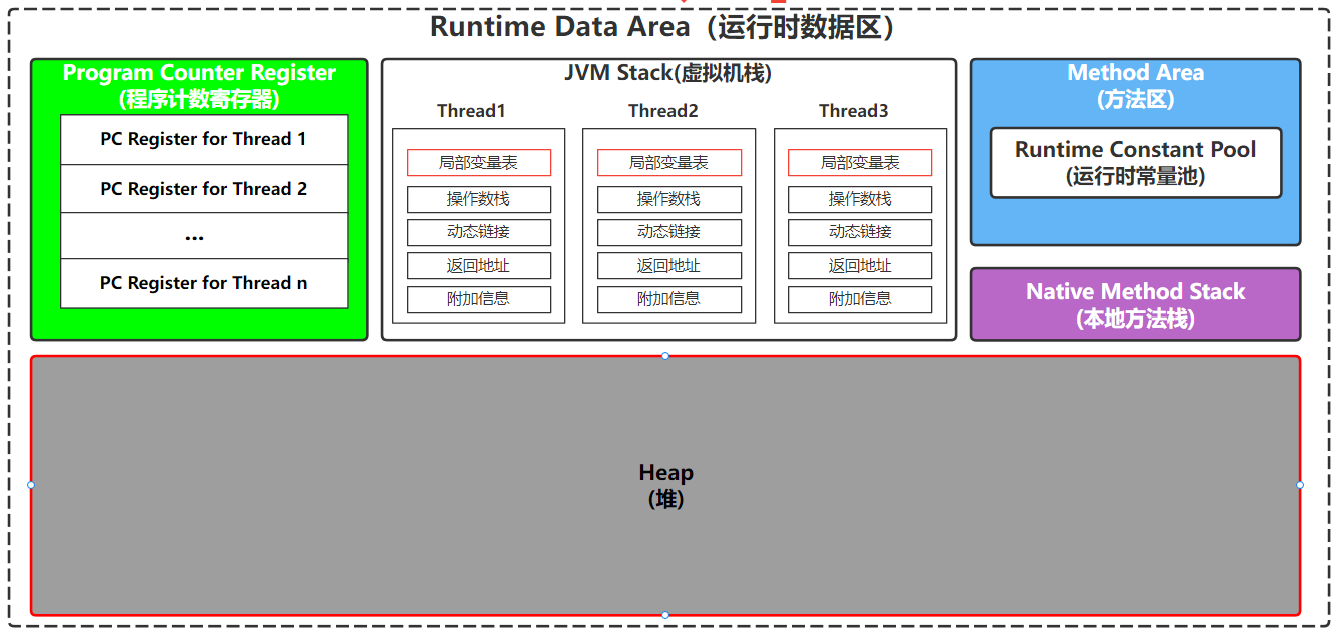 Runtime Data Area（运行时数据区）
Program Counter Register
(程序计数寄存器)
PC Register for Thread 1
PC Register for Thread 2
...
PC Register for Thread n
JVM Stack(虚拟机栈)
Thread1
局部变量表
操作数栈
动态链接
返回地址
附加信息
Thread2
局部变量表
操作数栈
动态链接
返回地址
附加信息
Thread3
局部变量表
操作数栈
动态链接
返回地址
附加信息
Method Area
(方法区)
Runtime Constant Pool
(运行时常量池)
Native Method Stack
(本地方法栈)
Heap
(堆)